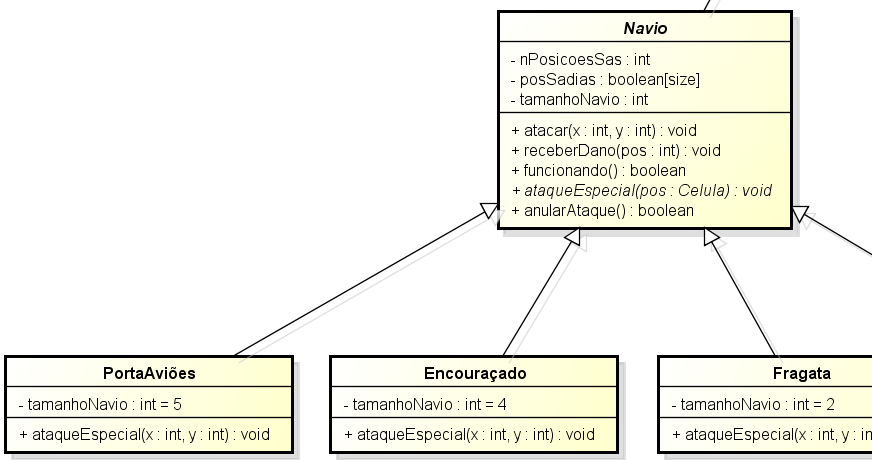 Navio
- nPosicoesSas : int
- posSadias : boolean[size]
- tamanhoNavio : int
+ atacar(x : int, y : int) : void
+ receberDano(pos : int) : void
+ funcionando() : boolean
+ ataqueEspecial(pos : Celula) : void
+ anularAtaque() : boolean
PortaAviões
- tamanhoNavio : int = 5
+ ataqueEspecial(x : int, y : int) : void
Encouraçado
- tamanhoNavio : int = 4
+ ataqueEspecial(x : int, y : int) : void
Fragata
- tamanhoNavio : int = 2
+ ataqueEspecial(x : int, y : in